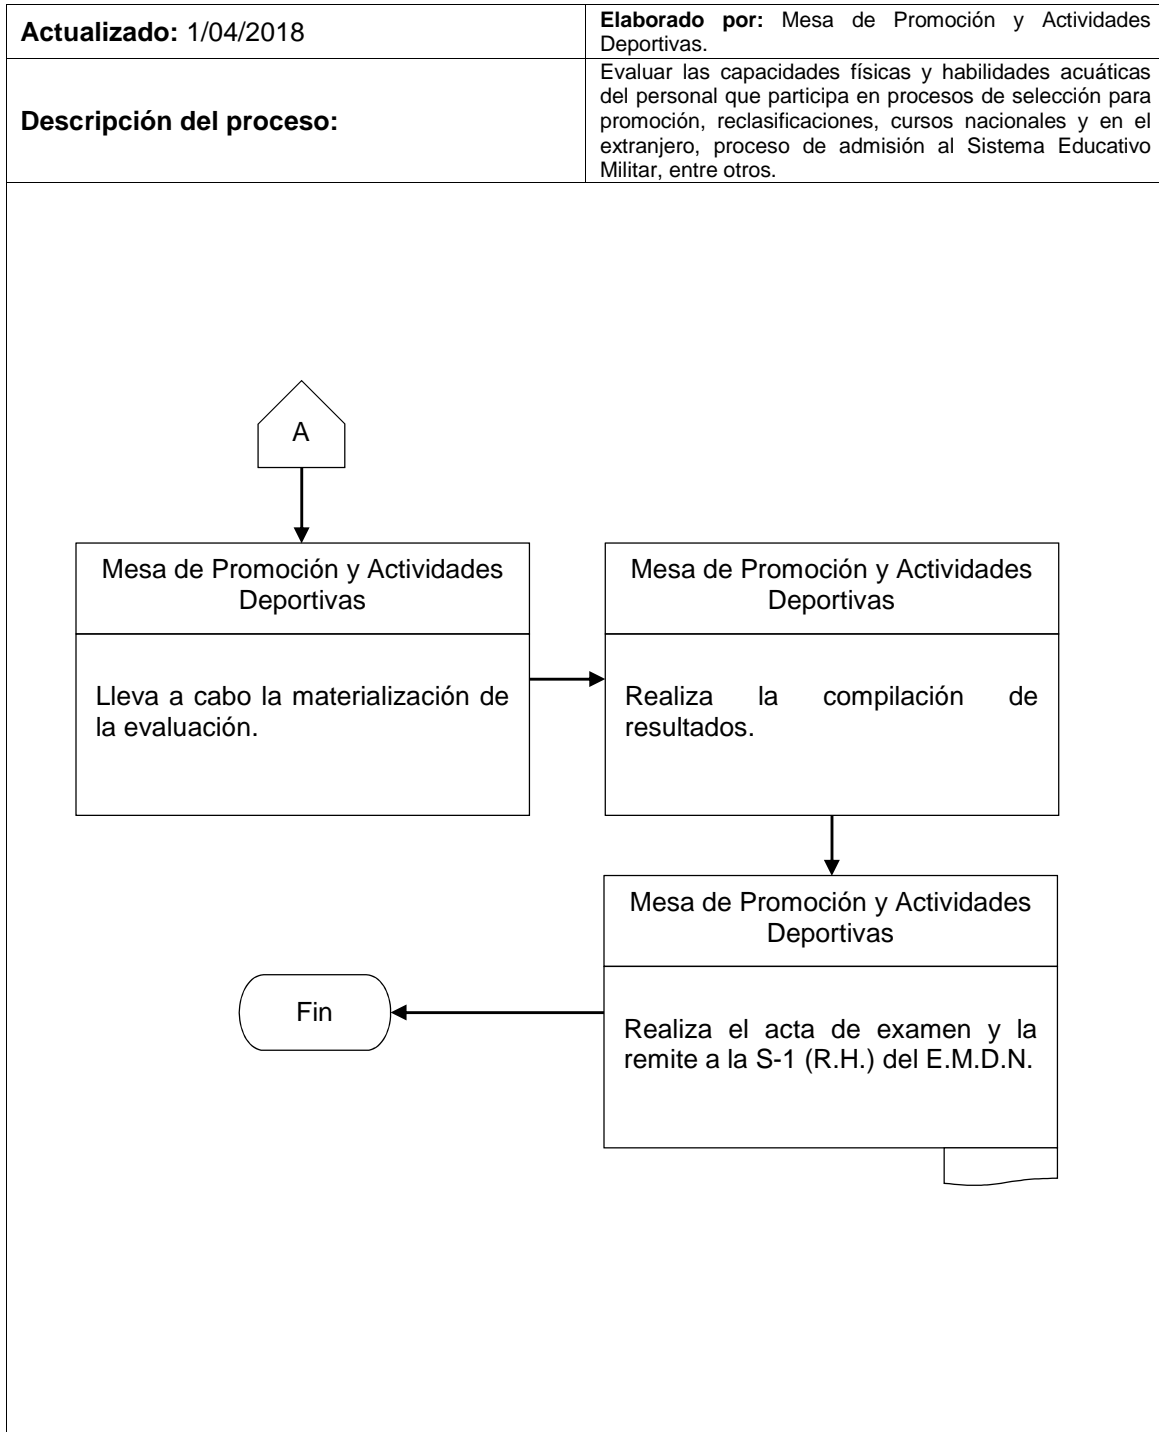 Actualizado: 1/04/2018
Elaborado por: Mesa de Promoción y Actividades
Deportivas.
Descripción del proceso:
Evaluar las capacidades físicas y habilidades acuáticas
del personal que participa en procesos de selección para
promoción, reclasificaciones, cursos nacionales y en el
extranjero, proceso de admisión al Sistema Educativo
Militar, entre otros.
A
Mesa de Promoción y Actividades
Deportivas
Lleva a cabo la materialización de
la evaluación.
Mesa de Promoción y Actividades
Deportivas
Realiza la compilación de
resultados.
Mesa de Promoción y Actividades
Deportivas
Realiza el acta de examen y la
remite a la S-1 (R.H.) del E.M.D.N.
Fin